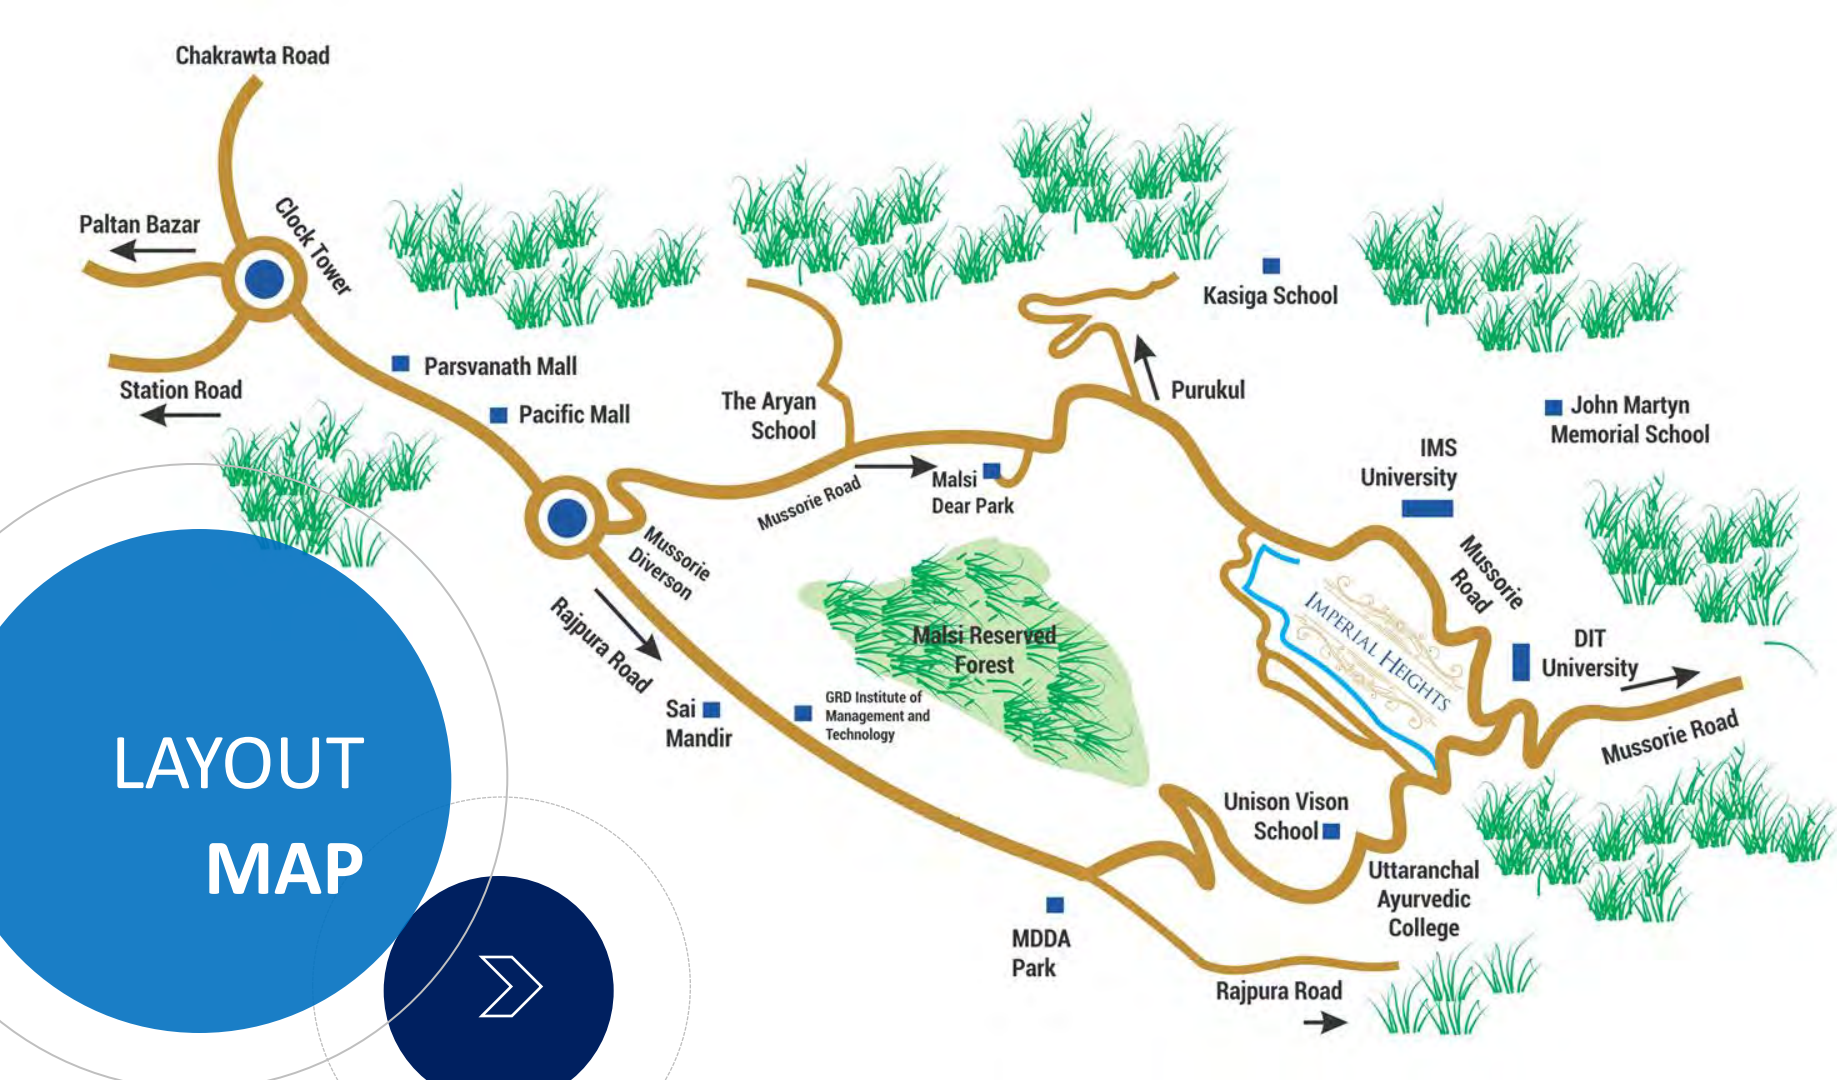 Chakrawta Road
Paltan Bazar
Clock Tower
Station Road
Parsvanath Mall
Pacific Mall
The Aryan
School
Mussorie Road
Malsi
Dear Park
Purukul
Kasiga School
John Martyn
Memorial School
IMS
University
Mussorie
Road
IMPERIAL HEIGHTS
DIT
University
Mussorie Road
Mussorie
Diverson
Rajpura Road
Malsi Reserved
Forest
Sai
Mandir
GRD Institute of
Management and
Technology
Unison Vison
School
Uttaranchal
Ayurvedic
College
MDDA
Park
Rajpura Road
LAYOUT
MAP